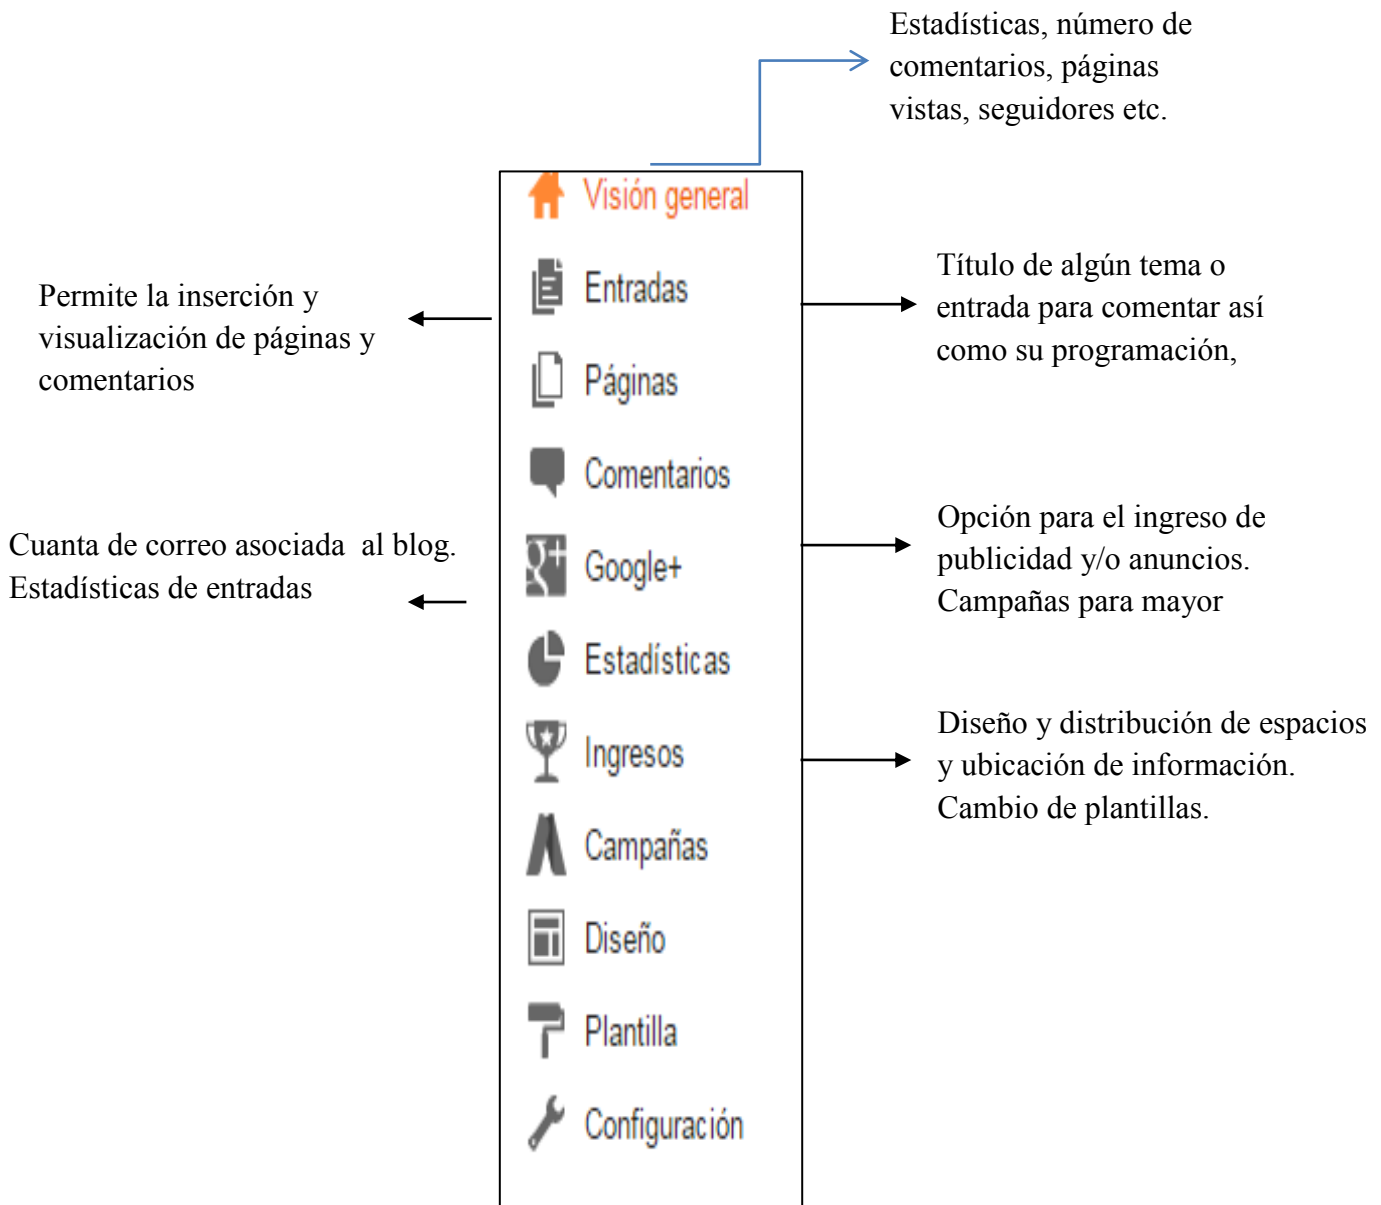 Estadísticas, número de
comentarios, páginas
vistas, seguidores etc.
Visión general
Entradas
Páginas
Comentarios
Google+
Estadísticas
Ingresos
Campañas
Diseño
Plantilla
Configuración
Permite la inserción y
visualización de páginas y
comentarios
Cuanta de correo asociada al blog.
Estadísticas de entradas
Título de algún tema o
entrada para comentar así
como su programación,
Opción para el ingreso de
publicidad y/o anuncios.
Campañas para mayor
Diseño y distribución de espacios
y ubicación de información.
Cambio de plantillas.